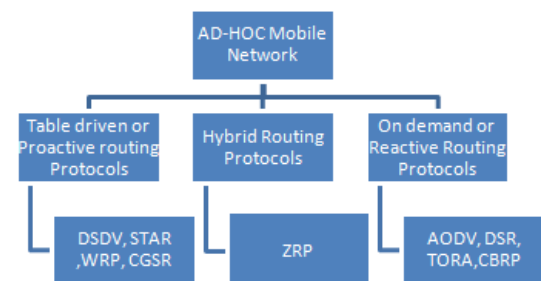 AD-HOC Mobile
Network
Table driven or
Proactive routing
Protocols
Hybrid Routing
Protocols
On demand or
Reactive Routing
Protocols
DSDV, STAR
,WRP, CGSR
ZRP
AODV, DSR,
TORA,CBRP